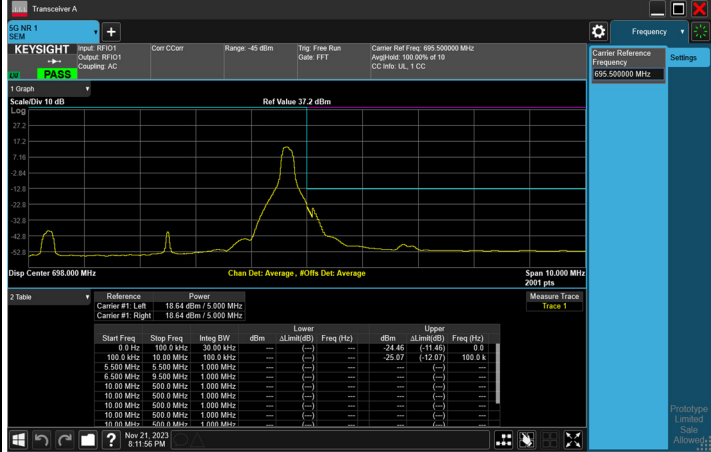 Transceiver A
5G NR 1
SEM
Frequency
KEYSIGHT
Input: RFIO1
Output: RFIO1
Coupling: AC
Corr CCorr
Range: -45 dBm
Trig: Free Run
Gate: FFT
Carrier Ref Freq: 695.500000 MHz
Avg|Hold: 100.00% of 10
CC Info: UL, 1 CC
LXI
PASS
Carrier Reference
Frequency
695.500000 MHz
Settings
1 Graph
Scale/Div 10 dB
Ref Value 37.2 dBm
Log
27.2
17.2
7.16
-2.84
-12.8
-22.8
-32.8
-42.8
-52.8
Disp Center 698.000 MHz
Chan Det: Average , #Offs Det: Average
Span 10.000 MHz
2001 pts
2 Table
Reference Power
Carrier #1: Left 18.64 dBm / 5.000 MHz
Carrier #1: Right 18.64 dBm / 5.000 MHz
Measure Trace
Trace 1
Lower Upper
Start Freq Stop Freq Integ BW dBm ΔLimit(dB) Freq (Hz) dBm ΔLimit(dB) Freq (Hz)
0.0 Hz 100.0 kHz 30.00 kHz --- (---) --- -24.46 (-11.46) 0.0
100.0 kHz 10.00 MHz 100.0 kHz --- (---) --- -25.07 (-12.07) 100.0 k
5.500 MHz 5.500 MHz 1.000 MHz --- (---) --- --- (---) ---
6.500 MHz 9.500 MHz 1.000 MHz --- (---) --- --- (---) ---
10.00 MHz 500.0 MHz 1.000 MHz --- (---) --- --- (---) ---
10.00 MHz 500.0 MHz 1.000 MHz --- (---) --- --- (---) ---
10.00 MHz 500.0 MHz 1.000 MHz --- (---) --- --- (---) ---
10.00 MHz 500.0 MHz 1.000 MHz --- (---) --- --- (---) ---
Nov 21, 2023
8:11:56 PM
Prototype
Limited
Sale
Allowed